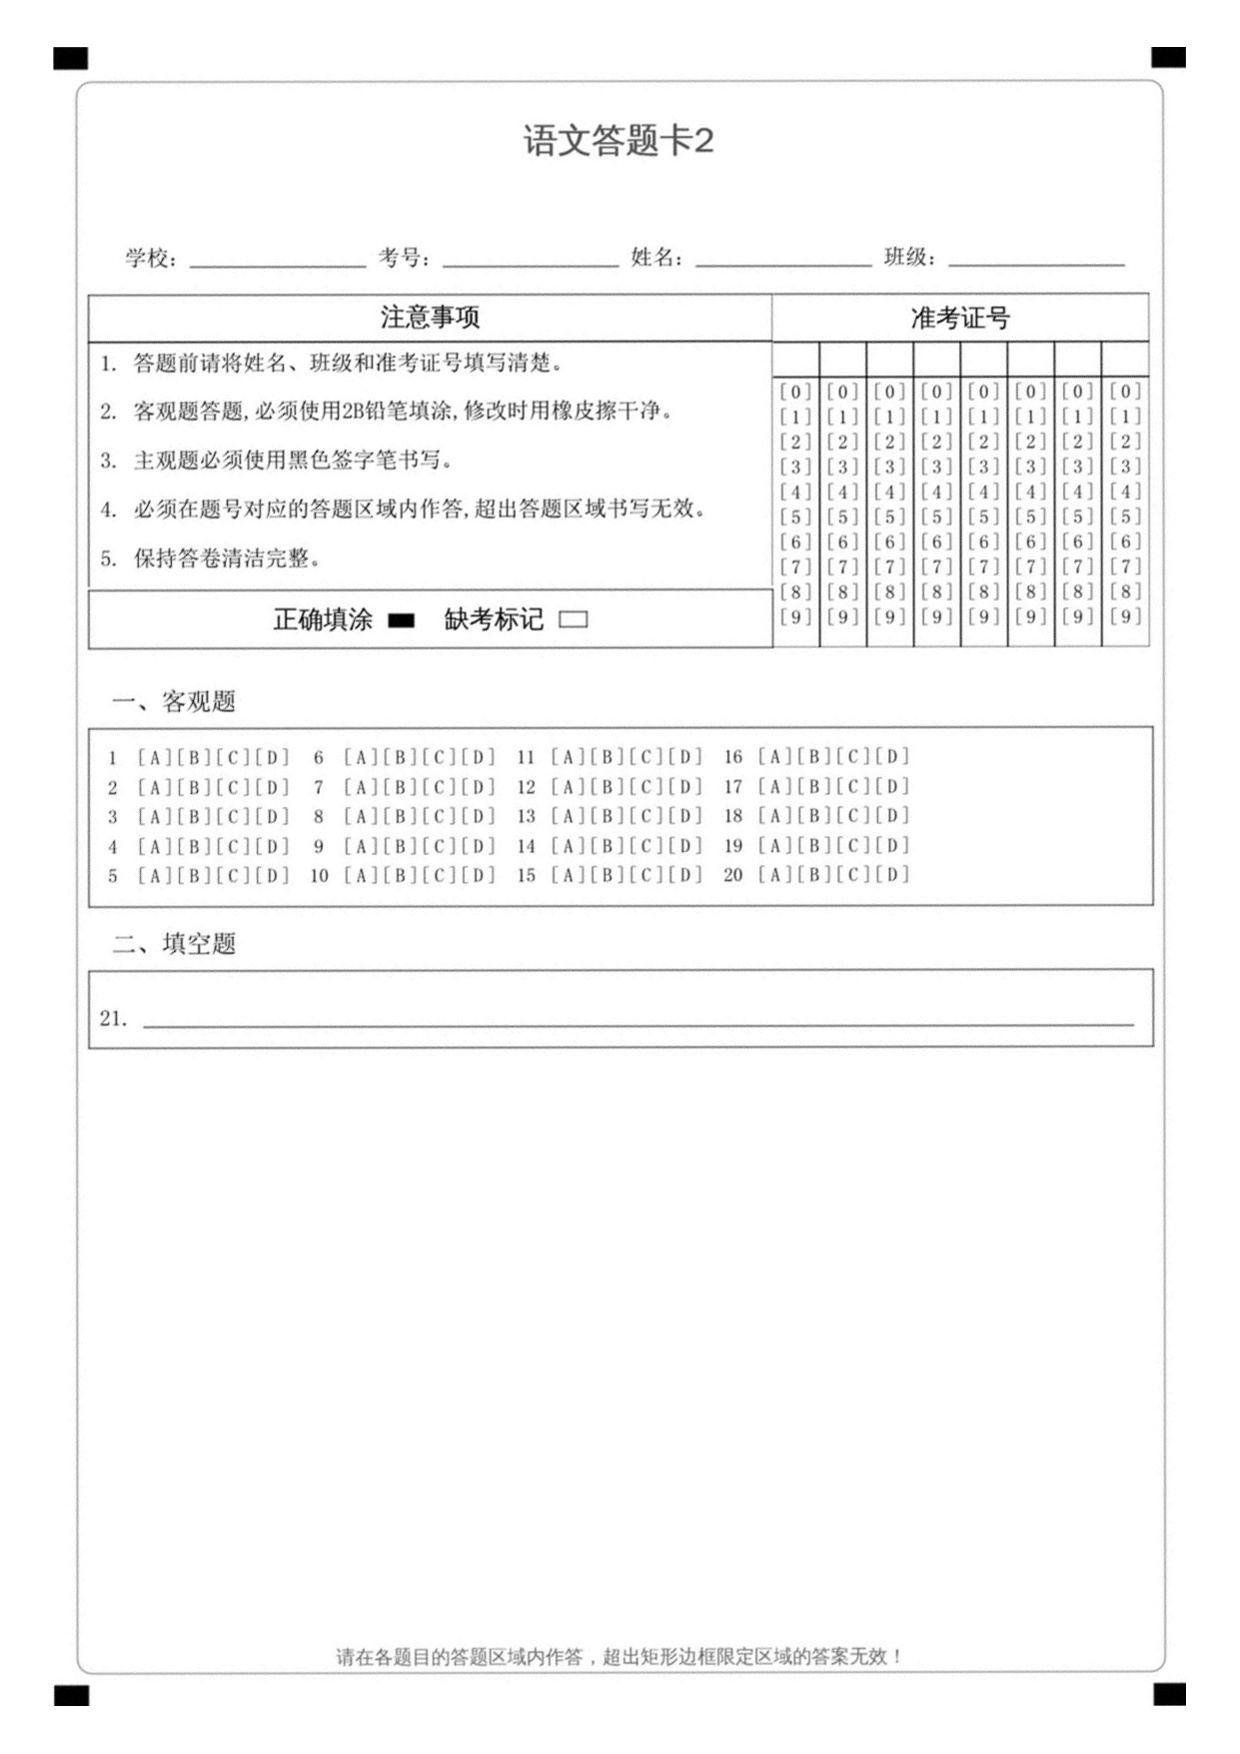 语文答题卡2
学校：
考号：
姓名：
班级：
注意事项
1. 答题前请将姓名、班级和准考证号填写清楚。
2. 客观题答题,必须使用2B铅笔填涂,修改时用橡皮擦干净。
3. 主观题必须使用黑色签字笔书写。
4. 必须在题号对应的答题区域内作答,超出答题区域书写无效。
5. 保持答卷清洁完整。
正确填涂
缺考标记
准考证号
[0] [0] [0] [0] [0] [0] [0] [0]
[1] [1] [1] [1] [1] [1] [1] [1]
[2] [2] [2] [2] [2] [2] [2] [2]
[3] [3] [3] [3] [3] [3] [3] [3]
[4] [4] [4] [4] [4] [4] [4] [4]
[5] [5] [5] [5] [5] [5] [5] [5]
[6] [6] [6] [6] [6] [6] [6] [6]
[7] [7] [7] [7] [7] [7] [7] [7]
[8] [8] [8] [8] [8] [8] [8] [8]
[9] [9] [9] [9] [9] [9] [9] [9]
一、客观题
1 [A][B][C][D] 6 [A][B][C][D] 11 [A][B][C][D] 16 [A][B][C][D]
2 [A][B][C][D] 7 [A][B][C][D] 12 [A][B][C][D] 17 [A][B][C][D]
3 [A][B][C][D] 8 [A][B][C][D] 13 [A][B][C][D] 18 [A][B][C][D]
4 [A][B][C][D] 9 [A][B][C][D] 14 [A][B][C][D] 19 [A][B][C][D]
5 [A][B][C][D] 10 [A][B][C][D] 15 [A][B][C][D] 20 [A][B][C][D]
二、填空题
21.
请在各题目的答题区域内作答，超出矩形边框限定区域的答案无效！